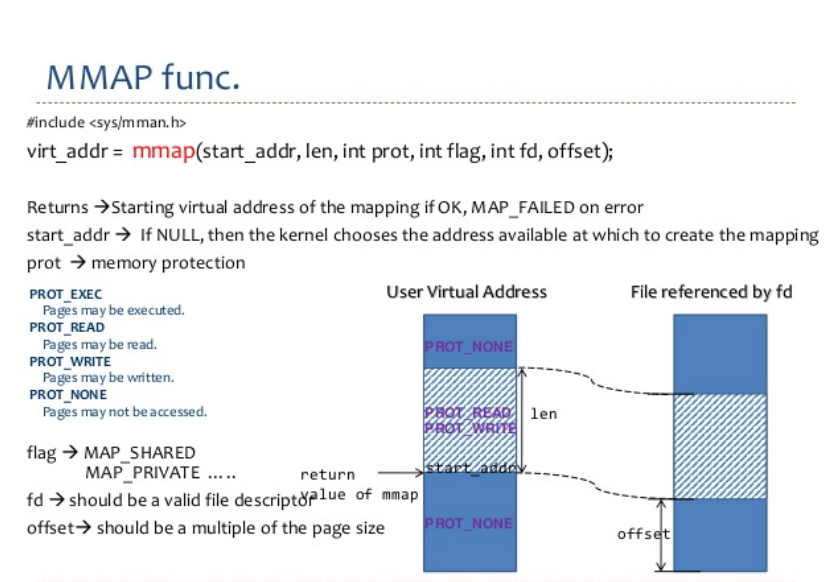 MMAP func.
#include <sys/mman.h>
virt_addr = mmap(start_addr, len, int prot, int flag, int fd, offset);
Returns →Starting virtual address of the mapping if OK, MAP_FAILED on error
start_addr → If NULL, then the kernel chooses the address available at which to create the mapping
prot → memory protection
PROT_EXEC
Pages may be executed.
PROT_READ
Pages may be read.
PROT_WRITE
Pages may be written.
PROT_NONE
Pages may not be accessed.
flag → MAP_SHARED
MAP_PRIVATE .....
fd → should be a valid file descriptor
offset→ should be a multiple of the page size
User Virtual Address
PROT_NONE
PROT_READ
PROT_WRITE
len
start_addr
return
value of mmap
PROT_NONE
File referenced by fd
offset